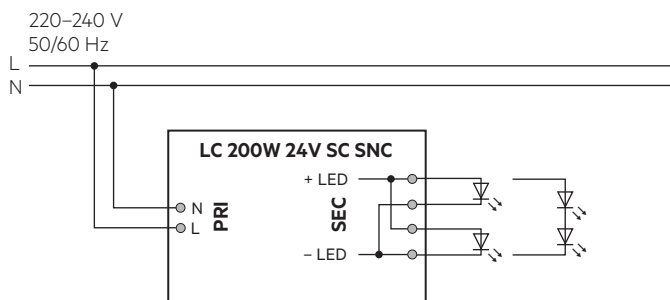 220–240 V
50/60 Hz
L
N
LC 200W 24V SC SNC
+ LED
N
L
PRI
SEC
– LED